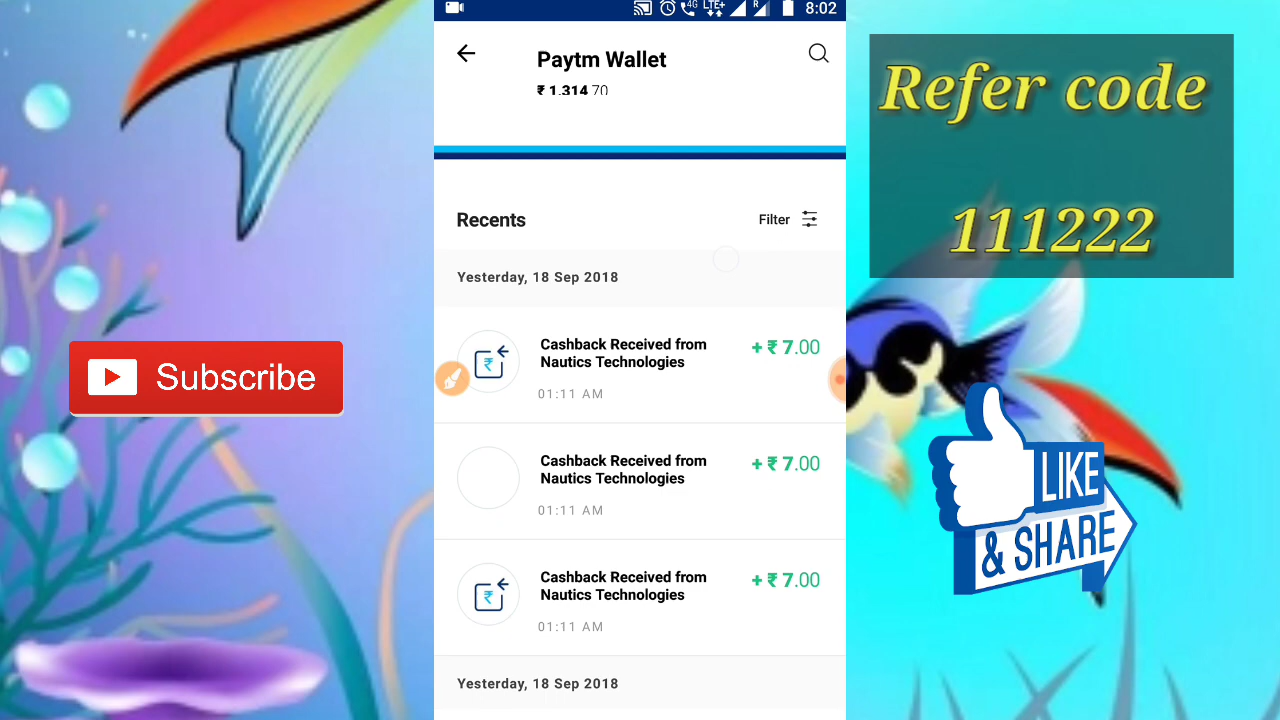 4G LTE+ R 8:02
Paytm Wallet
₹ 1,314.70
Recents
Filter
Yesterday, 18 Sep 2018
Cashback Received from
Nautics Technologies
+ ₹ 7.00
01:11 AM
Cashback Received from
Nautics Technologies
+ ₹ 7.00
01:11 AM
Cashback Received from
Nautics Technologies
+ ₹ 7.00
01:11 AM
Yesterday, 18 Sep 2018
Subscribe
Refer code
111222
LIKE
& SHARE